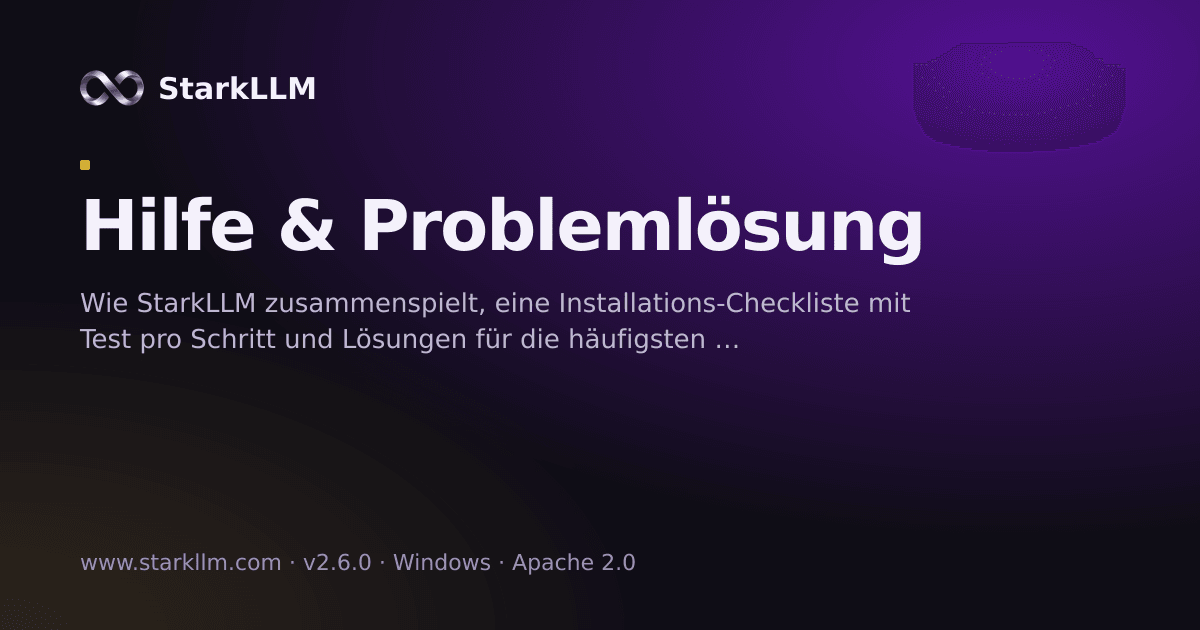 StarkLLM
Hilfe & Problemlösung
Wie StarkLLM zusammenspielt, eine Installations-Checkliste mit
Test pro Schritt und Lösungen für die häufigsten …
www.starkllm.com · v2.6.0 · Windows · Apache 2.0